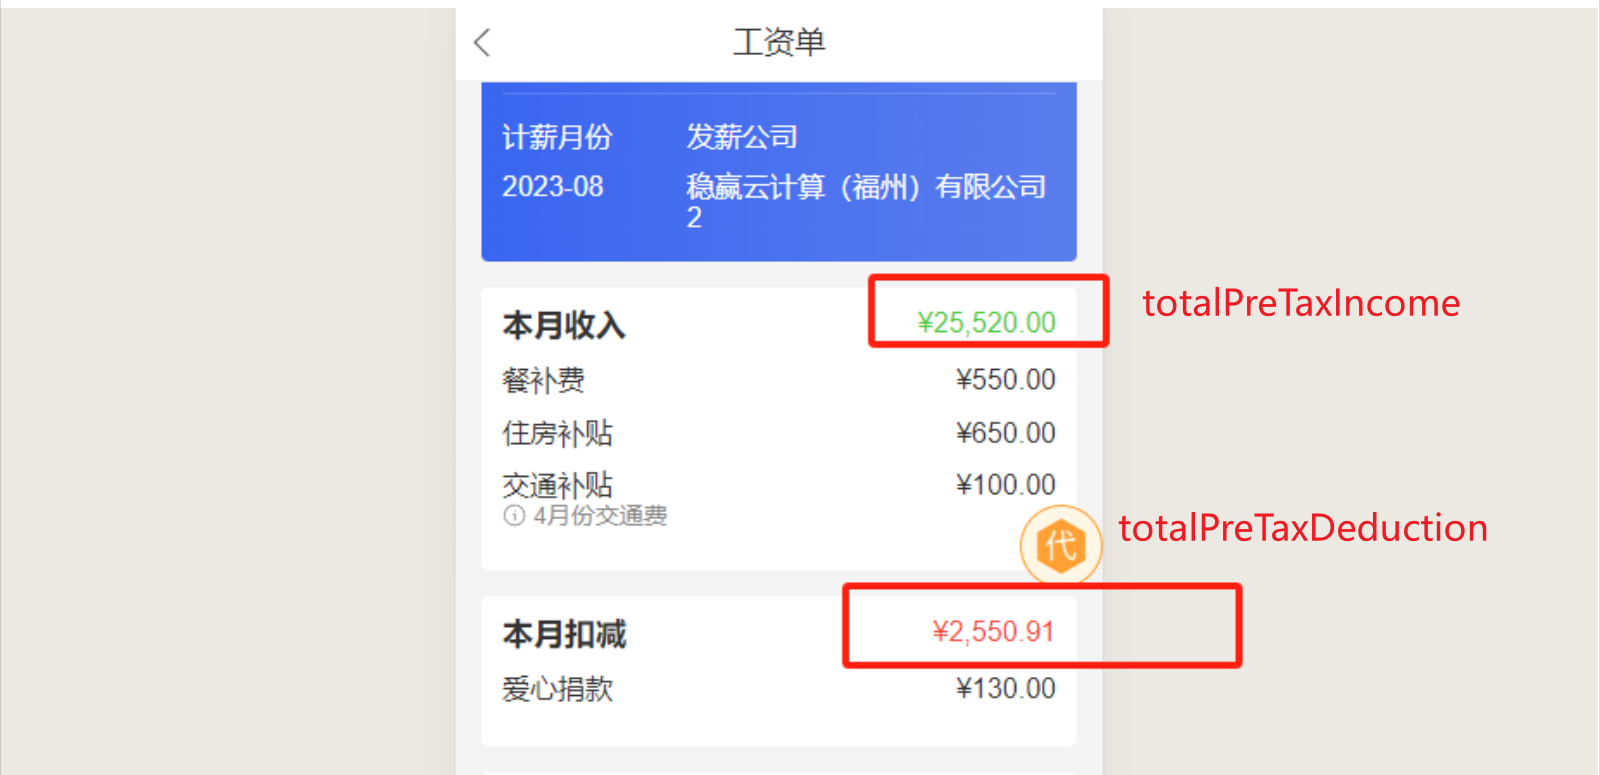 工资单
计薪月份 发薪公司
2023-08 稳赢云计算（福州）有限公司
2
本月收入 ¥25,520.00 totalPreTaxIncome
餐补费 ¥550.00
住房补贴 ¥650.00
交通补贴 ¥100.00
4月份交通费
代 totalPreTaxDeduction
本月扣减 ¥2,550.91
爱心捐款 ¥130.00